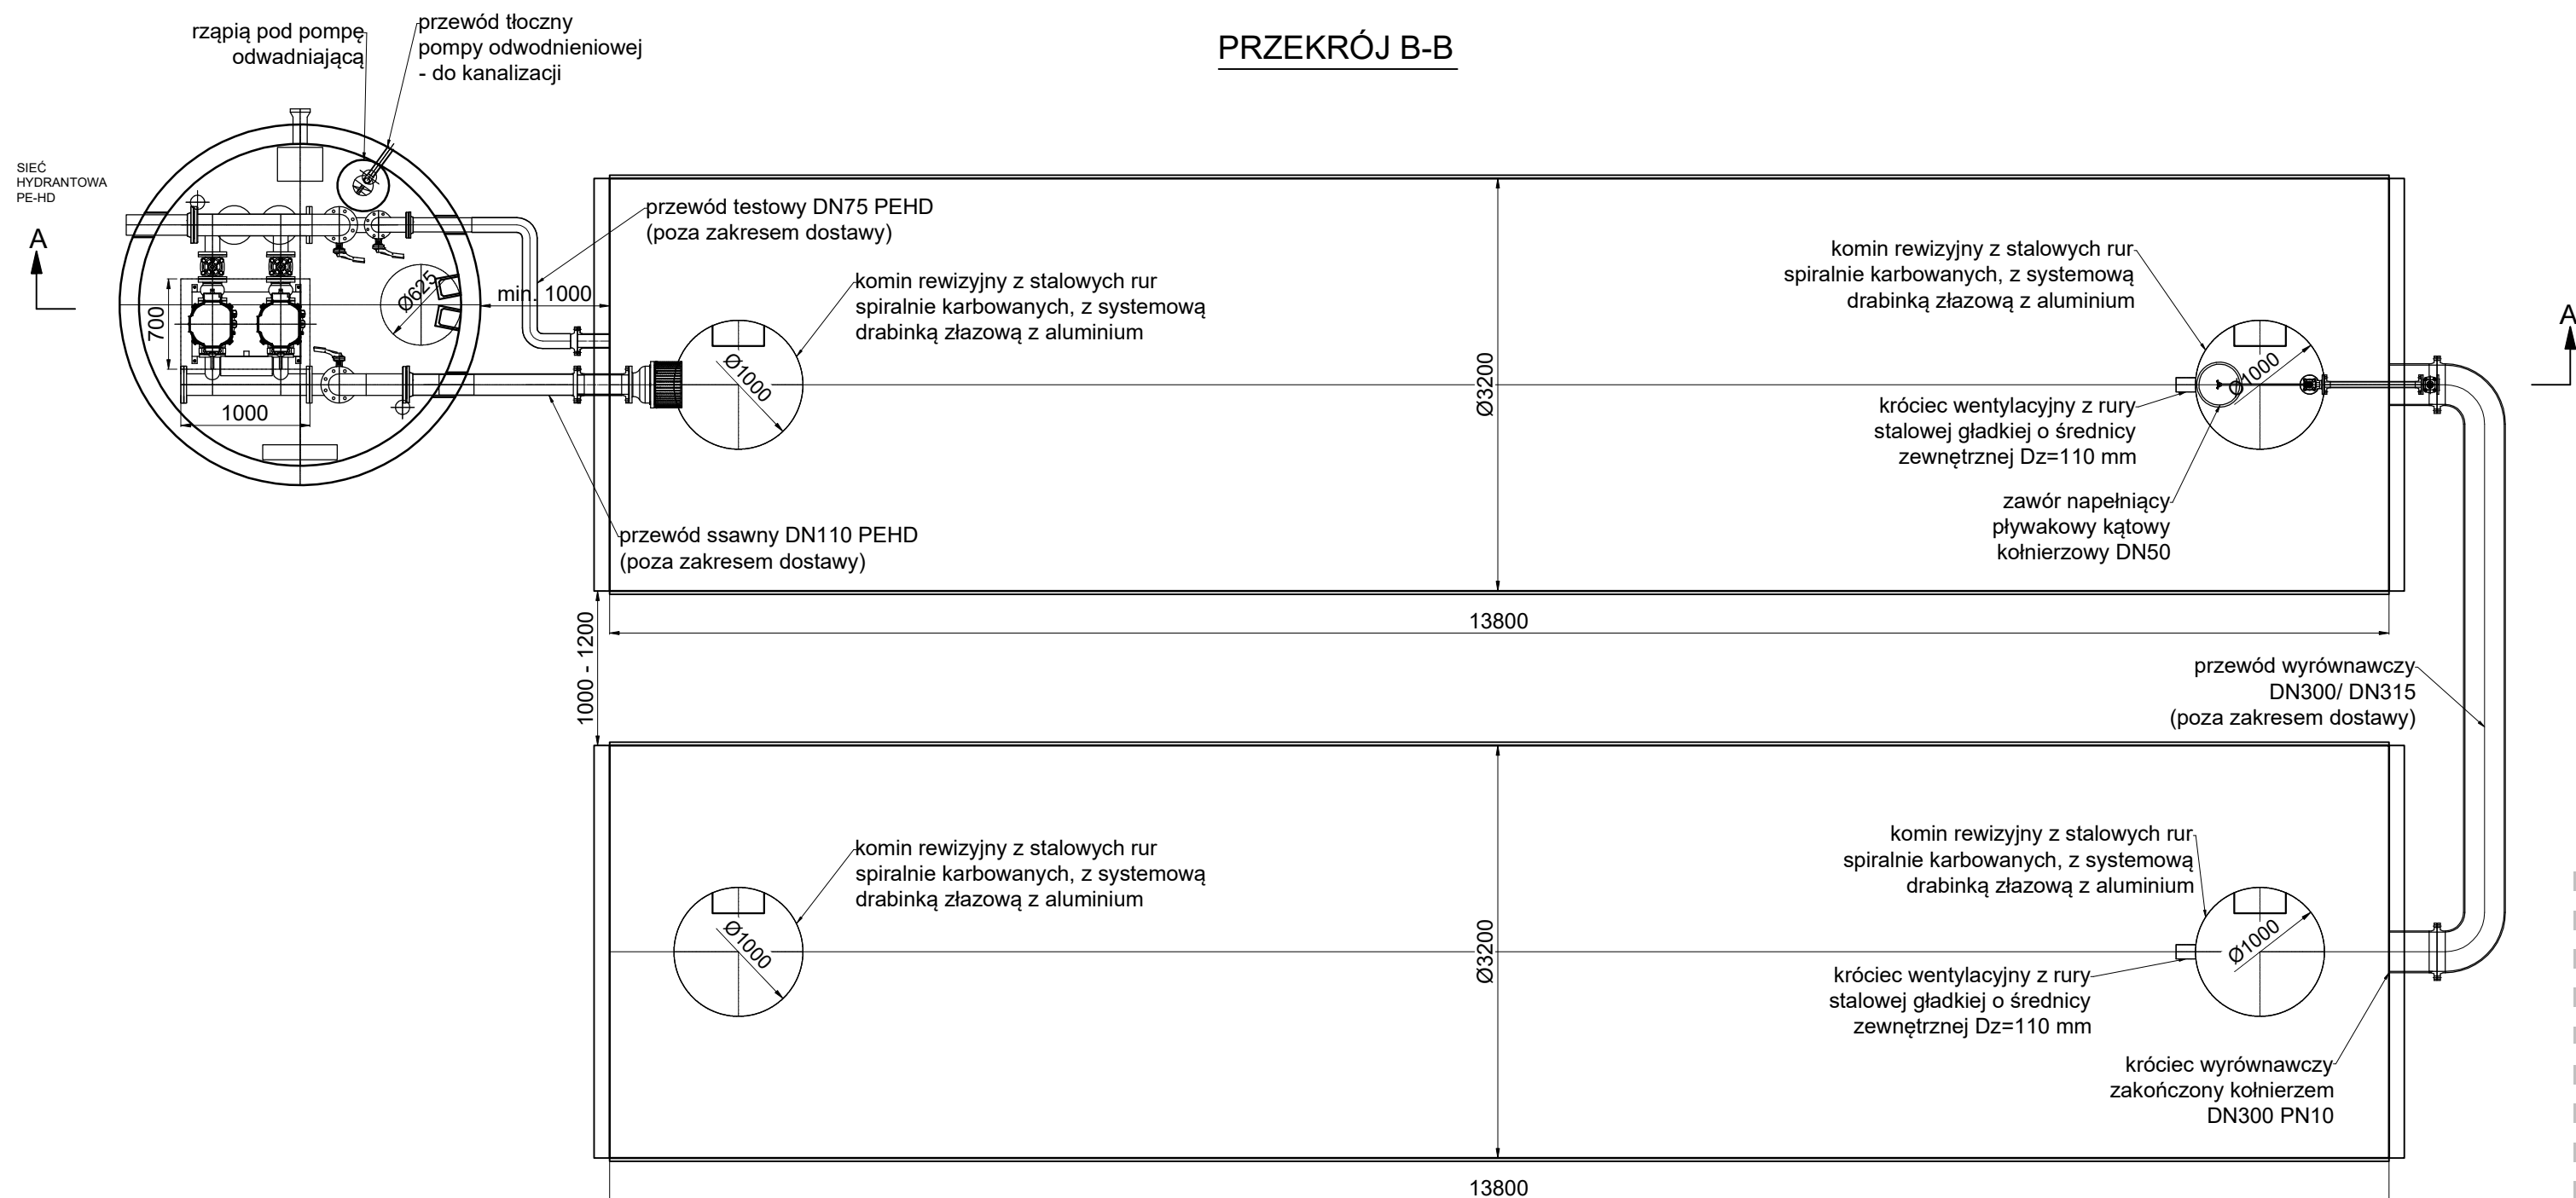 PRZEKRÓJ B-B
rząpią pod pompę
odwadniającą
przewód tłoczny
pompy odwodnieniowej
- do kanalizacji
SIEĆ
HYDRANTOWA
PE-HD
A
A
przewód testowy DN75 PEHD
(poza zakresem dostawy)
komin rewizyjny z stalowych rur
spiralnie karbowanych, z systemową
drabinką złazową z aluminium
komin rewizyjny z stalowych rur
spiralnie karbowanych, z systemową
drabinką złazową z aluminium
Ø625
min. 1000
700
1000
Ø1000
Ø3200
Ø1000
króciec wentylacyjny z rury
stalowej gładkiej o średnicy
zewnętrznej Dz=110 mm
zawór napełniący
pływakowy kątowy
kołnierzowy DN50
przewód ssawny DN110 PEHD
(poza zakresem dostawy)
13800
1000 - 1200
przewód wyrównawczy
DN300/ DN315
(poza zakresem dostawy)
komin rewizyjny z stalowych rur
spiralnie karbowanych, z systemową
drabinką złazową z aluminium
komin rewizyjny z stalowych rur
spiralnie karbowanych, z systemową
drabinką złazową z aluminium
Ø1000
Ø3200
Ø1000
króciec wentylacyjny z rury
stalowej gładkiej o średnicy
zewnętrznej Dz=110 mm
króciec wyrównawczy
zakończony kołnierzem
DN300 PN10
13800